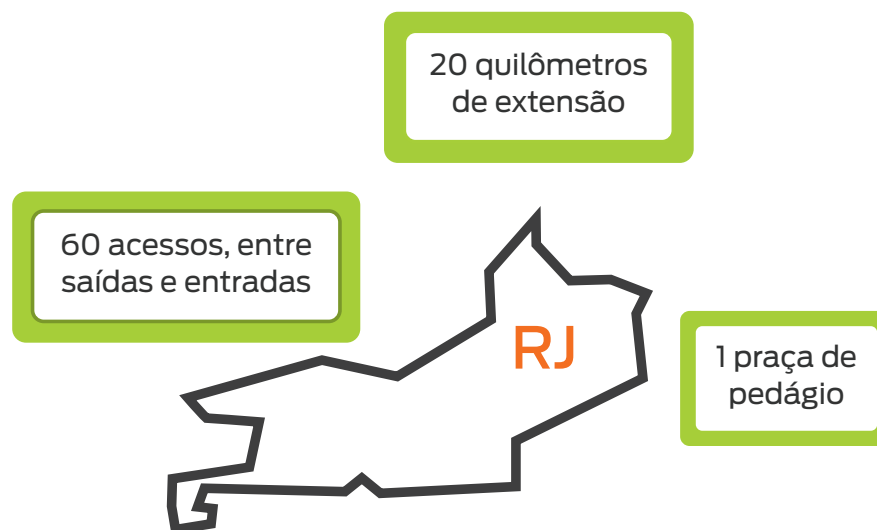 20 quilômetros
de extensão
60 acessos, entre
saídas e entradas
RJ
1 praça de
pedágio